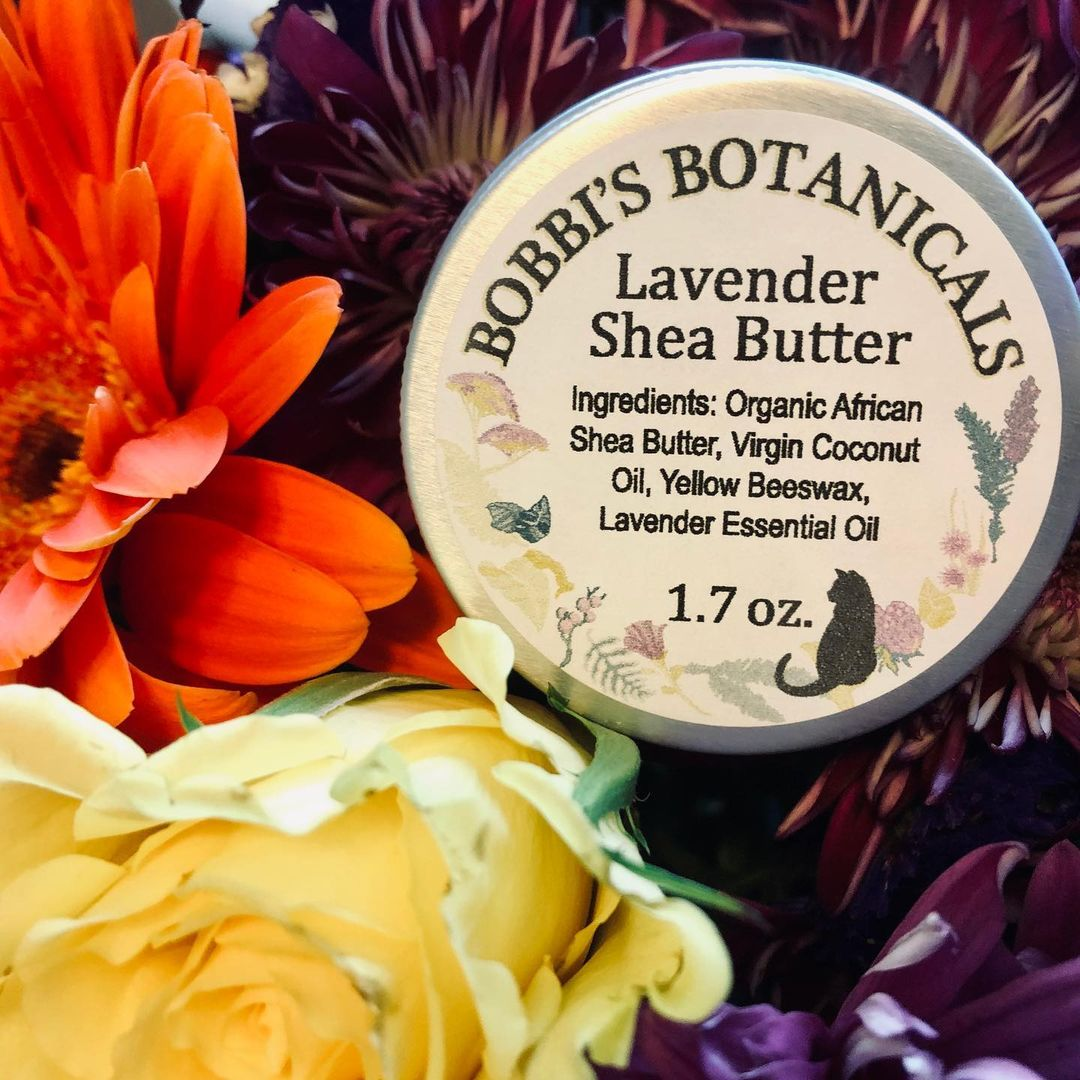 BOBBI'S BOTANICALS
Lavender
Shea Butter
Ingredients: Organic African
Shea Butter, Virgin Coconut
Oil, Yellow Beeswax,
Lavender Essential Oil
1.7 oz.